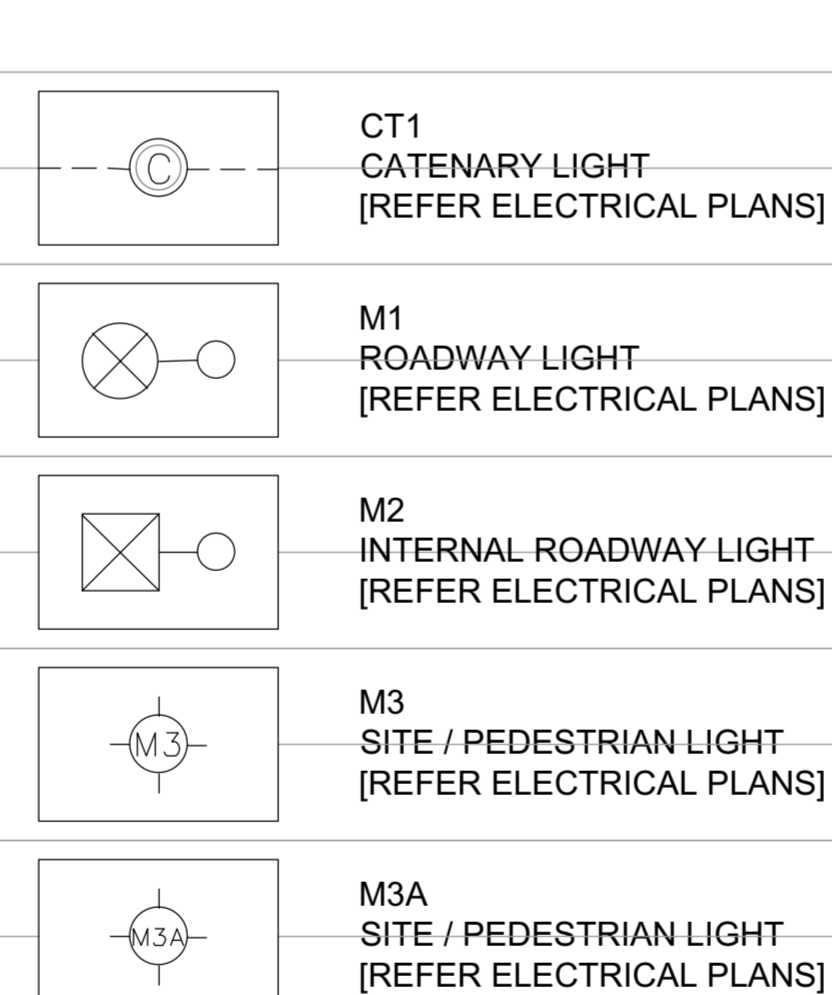 C
CT1
CATENARY LIGHT
[REFER ELECTRICAL PLANS]
M1
ROADWAY LIGHT
[REFER ELECTRICAL PLANS]
M2
INTERNAL ROADWAY LIGHT
[REFER ELECTRICAL PLANS]
M3
M3
SITE / PEDESTRIAN LIGHT
[REFER ELECTRICAL PLANS]
M3A
M3A
SITE / PEDESTRIAN LIGHT
[REFER ELECTRICAL PLANS]